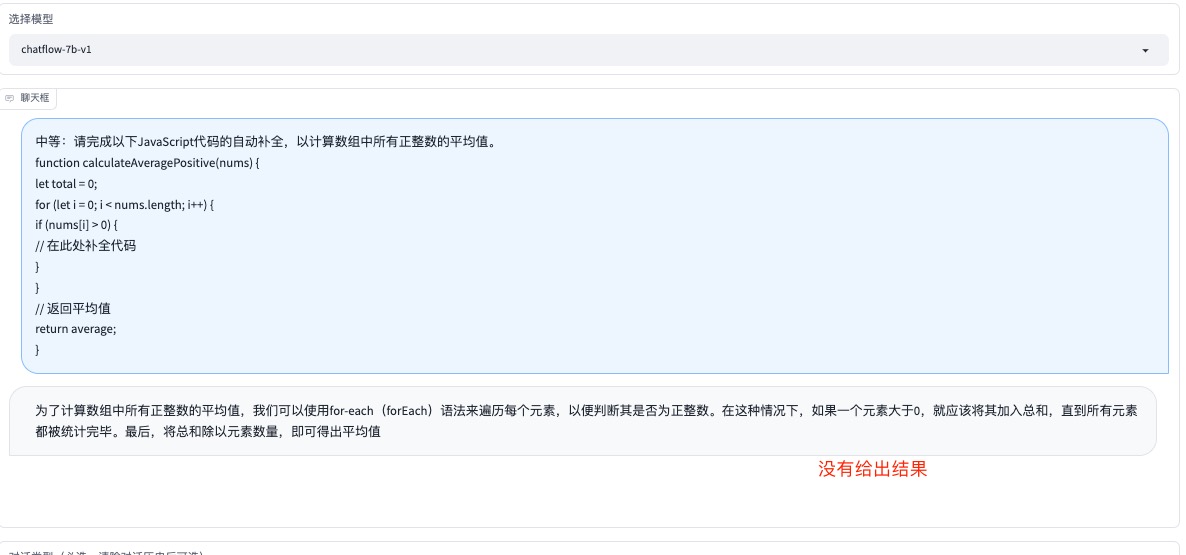 选择模型
chatflow-7b-v1
聊天框
中等：请完成以下JavaScript代码的自动补全，以计算数组中所有正整数的平均值。
function calculateAveragePositive(nums) {
let total = 0;
for (let i = 0; i < nums.length; i++) {
if (nums[i] > 0) {
// 在此处补全代码
}
}
// 返回平均值
return average;
}
为了计算数组中所有正整数的平均值，我们可以使用for-each（forEach）语法来遍历每个元素，以便判断其是否为正整数。在这种情况下，如果一个元素大于0，就应该将其加入总和，直到所有元素
都被统计完毕。最后，将总和除以元素数量，即可得出平均值
没有给出结果